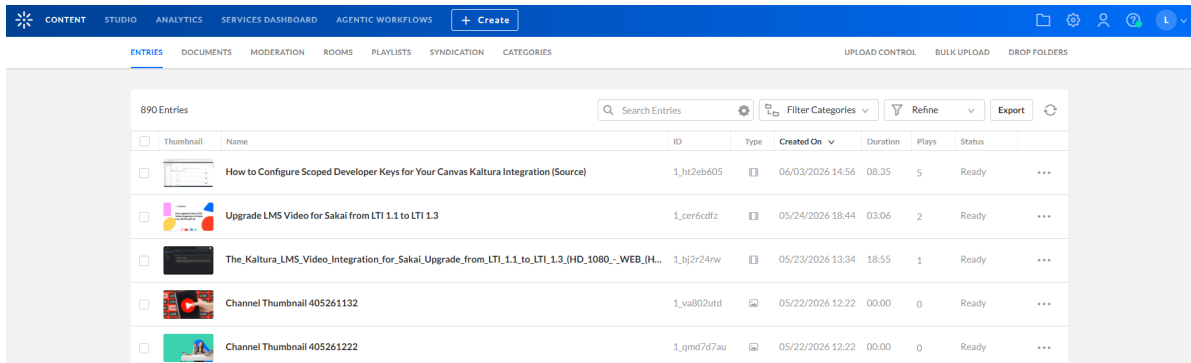 CONTENT STUDIO ANALYTICS SERVICES DASHBOARD AGENTIC WORKFLOWS + Create L
ENTRIES DOCUMENTS MODERATION ROOMS PLAYLISTS SYNDICATION CATEGORIES UPLOAD CONTROL BULK UPLOAD DROP FOLDERS
890 Entries Search Entries Filter Categories Refine Export
Thumbnail Name ID Type Created On Duration Plays Status
How to Configure Scoped Developer Keys for Your Canvas Kaltura Integration (Source) 1_ht2eb605 06/03/2026 14:56 08:35 5 Ready
Upgrade LMS Video for Sakai from LTI 1.1 to LTI 1.3 1_cer6cdfz 05/24/2026 18:44 03:06 2 Ready
The_Kaltura_LMS_Video_Integration_for_Sakai_Upgrade_from_LTI_1.1_to_LTI_1.3_(HD_1080_-_WEB_(H... 1_bj2r24rw 05/23/2026 13:34 18:55 1 Ready
Channel Thumbnail 405261132 1_va802utd 05/22/2026 12:22 00:00 0 Ready
Channel Thumbnail 405261222 1_qmd7d7au 05/22/2026 12:22 00:00 0 Ready